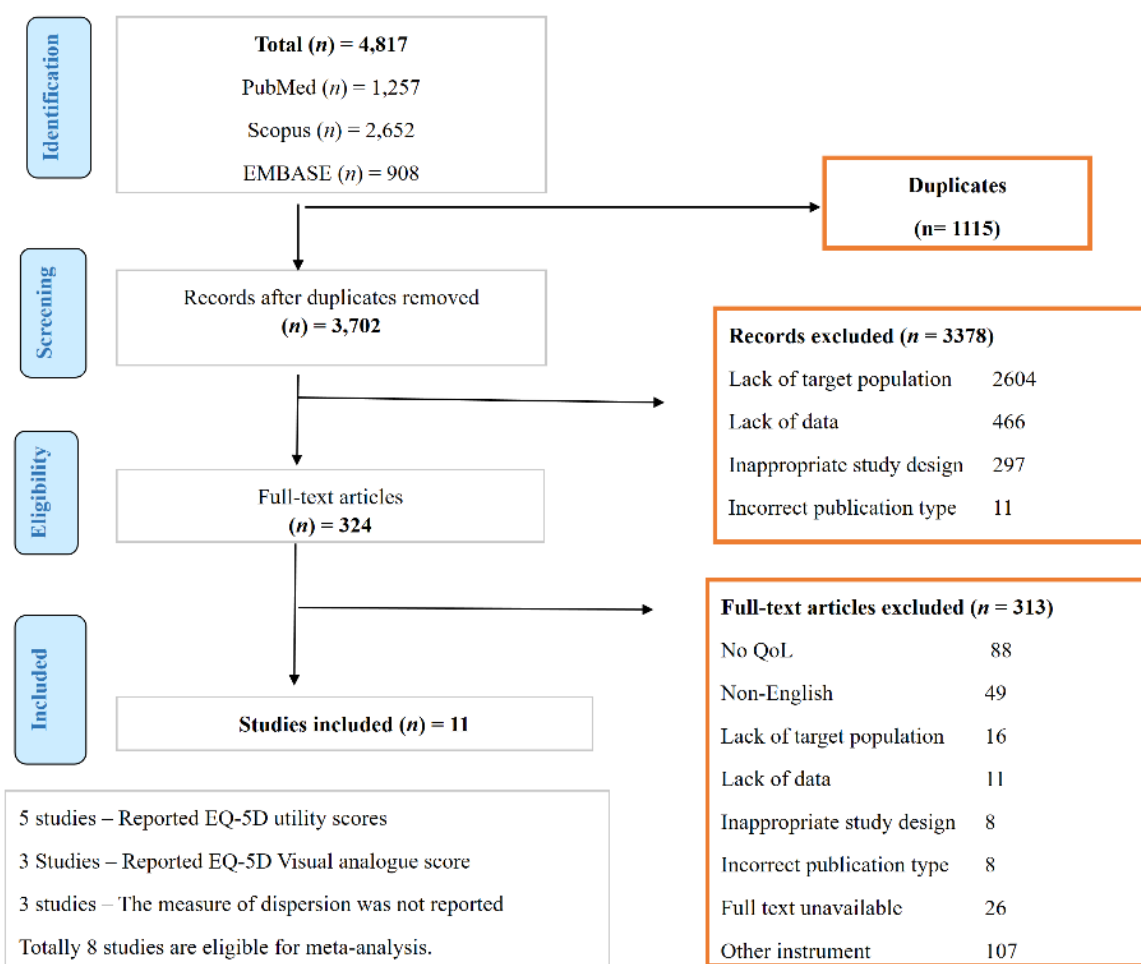 Identification
Total (n) = 4,817
PubMed (n) = 1,257
Scopus (n) = 2,652
EMBASE (n) = 908
Duplicates
(n= 1115)
Screening
Records after duplicates removed
(n) = 3,702
Records excluded (n = 3378)
Lack of target population 2604
Lack of data 466
Inappropriate study design 297
Incorrect publication type 11
Eligibility
Full-text articles
(n) = 324
Full-text articles excluded (n = 313)
No QoL 88
Non-English 49
Lack of target population 16
Lack of data 11
Inappropriate study design 8
Incorrect publication type 8
Full text unavailable 26
Other instrument 107
Included
Studies included (n) = 11
5 studies – Reported EQ-5D utility scores
3 Studies – Reported EQ-5D Visual analogue score
3 studies – The measure of dispersion was not reported
Totally 8 studies are eligible for meta-analysis.